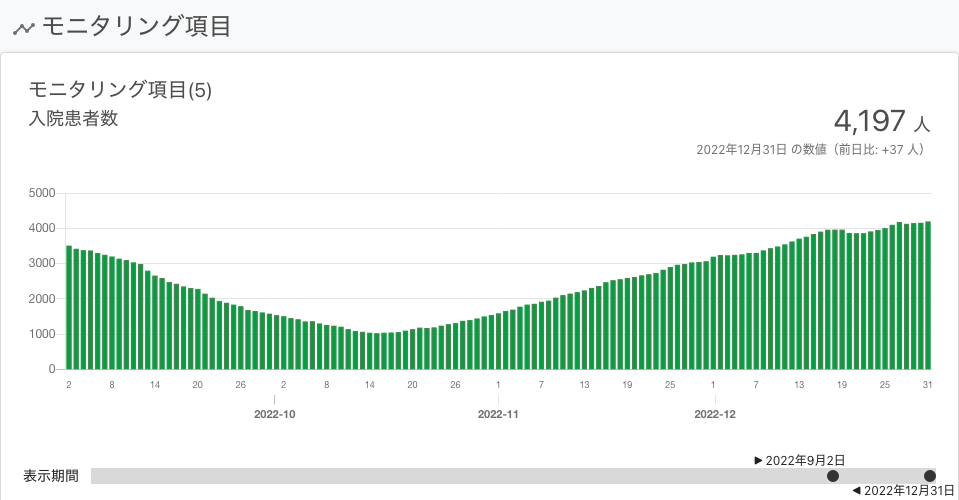 モニタリング項目
モニタリング項目(5)
入院患者数
4,197 人
2022年12月31日 の数値（前日比: +37 人）
5000
4000
3000
2000
1000
0
2 8 14 20 26 2 8 14 20 26 1 7 13 19 25 1 7 13 19 25 31
2022-10 2022-11 2022-12
▶ 2022年9月2日
表示期間
◀ 2022年12月31日